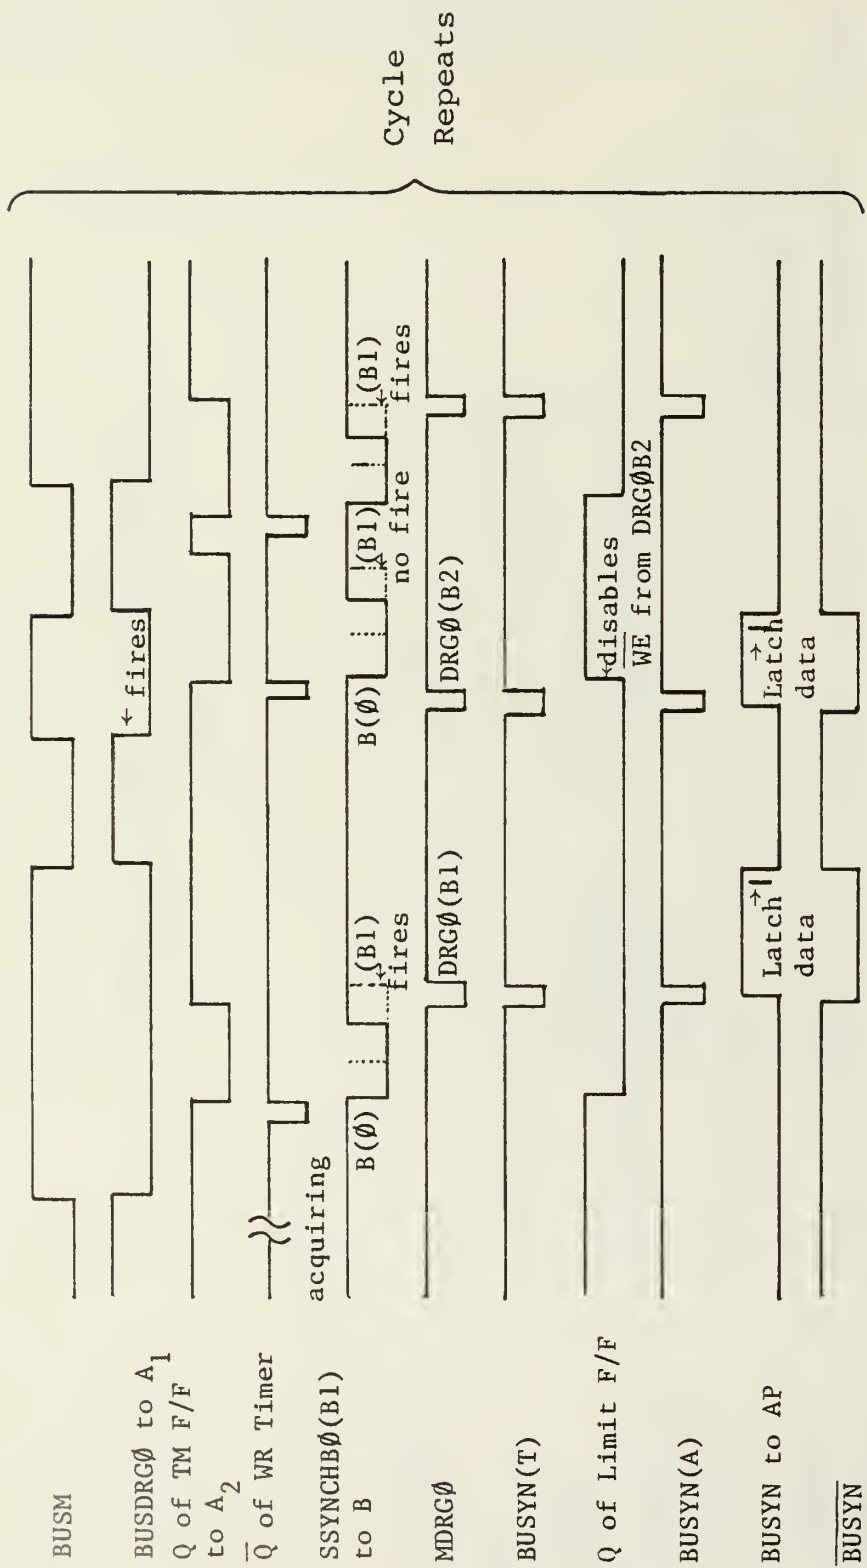 BUSM
BUSDRGØ to A1
Q of TM F/F
to A2
Q̅ of WR Timer
SSYNCHBØ(B1)
to B
MDRGØ
BUSYN(T)
Q of Limit F/F
BUSYN(A)
BUSYN to AP
B̅U̅S̅Y̅N̅
← fires
acquiring
B(Ø)
(B1)
fires
B(Ø)
(B1)
no fire
(B1)
fires
DRGØ(B1)
DRGØ(B2)
disables
W̅E̅ from DRGØB2
Latch
data
Latch
data
Cycle
Repeats